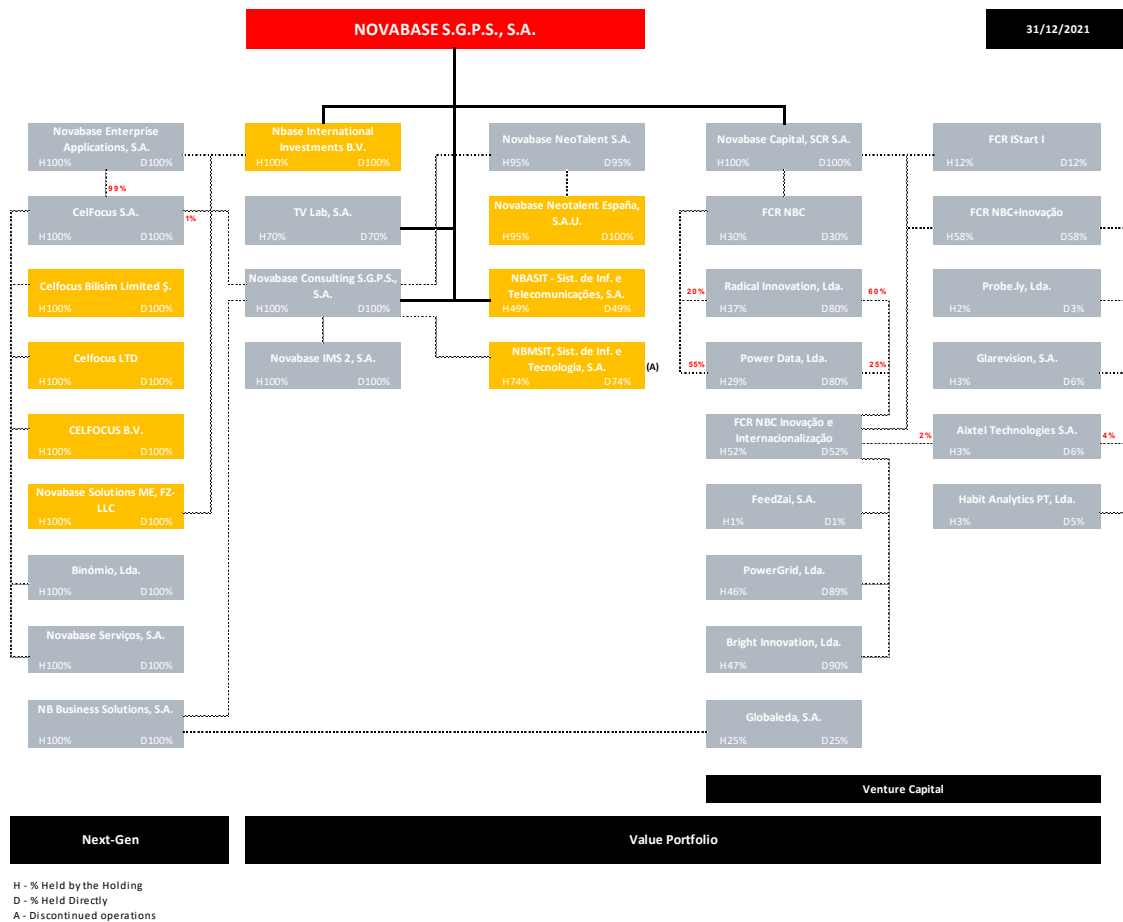 NOVABASE S.G.P.S., S.A.
31/12/2021
Novabase Enterprise
Applications, S.A.
H100% D100%
Nbase International
Investments B.V.
H100% D100%
Novabase NeoTalent S.A.
H95% D95%
Novabase Capital, SCR S.A.
H100% D100%
FCR IStart I
H12% D12%
99%
CelFocus S.A.
H100% D100%
1%
TV Lab, S.A.
H70% D70%
Novabase Neotalent España,
S.A.U.
H95% D100%
FCR NBC
H30% D30%
FCR NBC+Inovação
H58% D58%
Celfocus Bilisim Limited Ş.
H100% D100%
Novabase Consulting S.G.P.S.,
S.A.
H100% D100%
NBASIT - Sist. de Inf. e
Telecomunicações, S.A.
H49% D49%
20%
Radical Innovation, Lda.
H37% D80%
60%
Probe.ly, Lda.
H2% D3%
Celfocus LTD
H100% D100%
Novabase IMS 2, S.A.
H100% D100%
NBMSIT, Sist. de Inf. e
Tecnologia, S.A.
H74% D74%
(A)
55%
Power Data, Lda.
H29% D80%
25%
Glarevision, S.A.
H3% D6%
CELFOCUS B.V.
H100% D100%
FCR NBC Inovação e
Internacionalização
H52% D52%
2%
Aixtel Technologies S.A.
H3% D6%
4%
Novabase Solutions ME, FZ-
LLC
H100% D100%
FeedZai, S.A.
H1% D1%
Habit Analytics PT, Lda.
H3% D5%
Binómio, Lda.
H100% D100%
PowerGrid, Lda.
H46% D89%
Novabase Serviços, S.A.
H100% D100%
Bright Innovation, Lda.
H47% D90%
NB Business Solutions, S.A.
H100% D100%
Globaleda, S.A.
H25% D25%
Venture Capital
Next-Gen
Value Portfolio
H - % Held by the Holding
D - % Held Directly
A - Discontinued operations